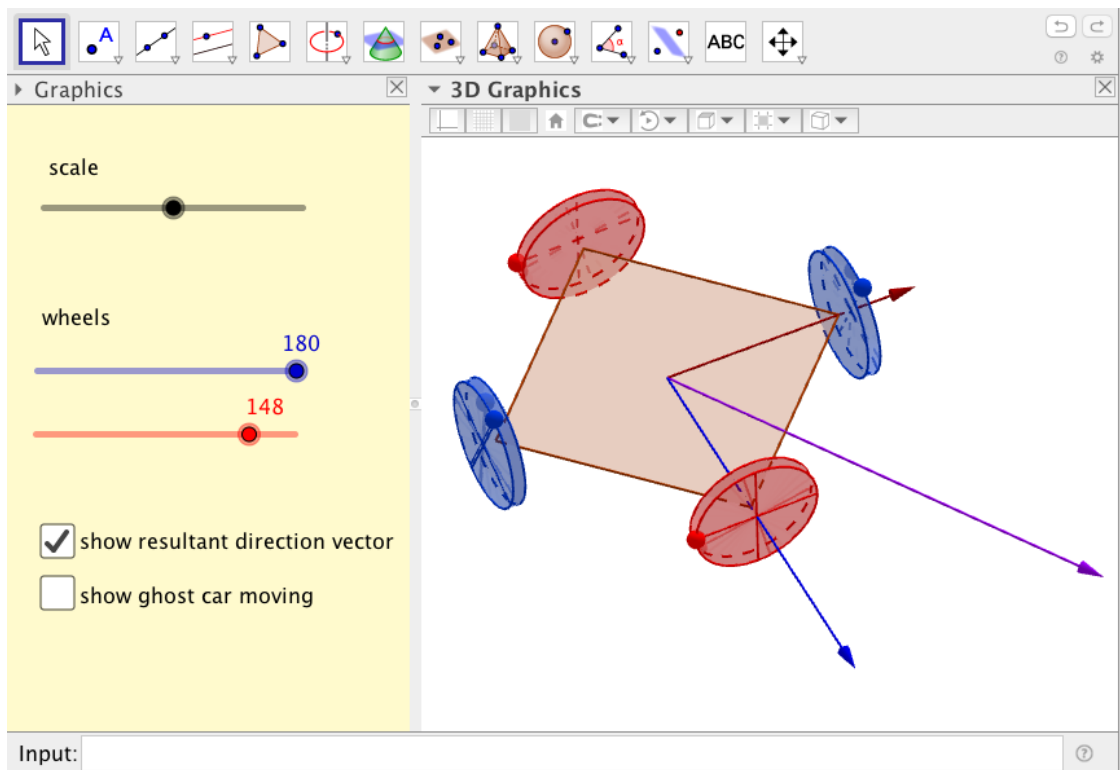 A
α
ABC
Graphics
3D Graphics
scale
wheels
180
148
show resultant direction vector
show ghost car moving
Input: